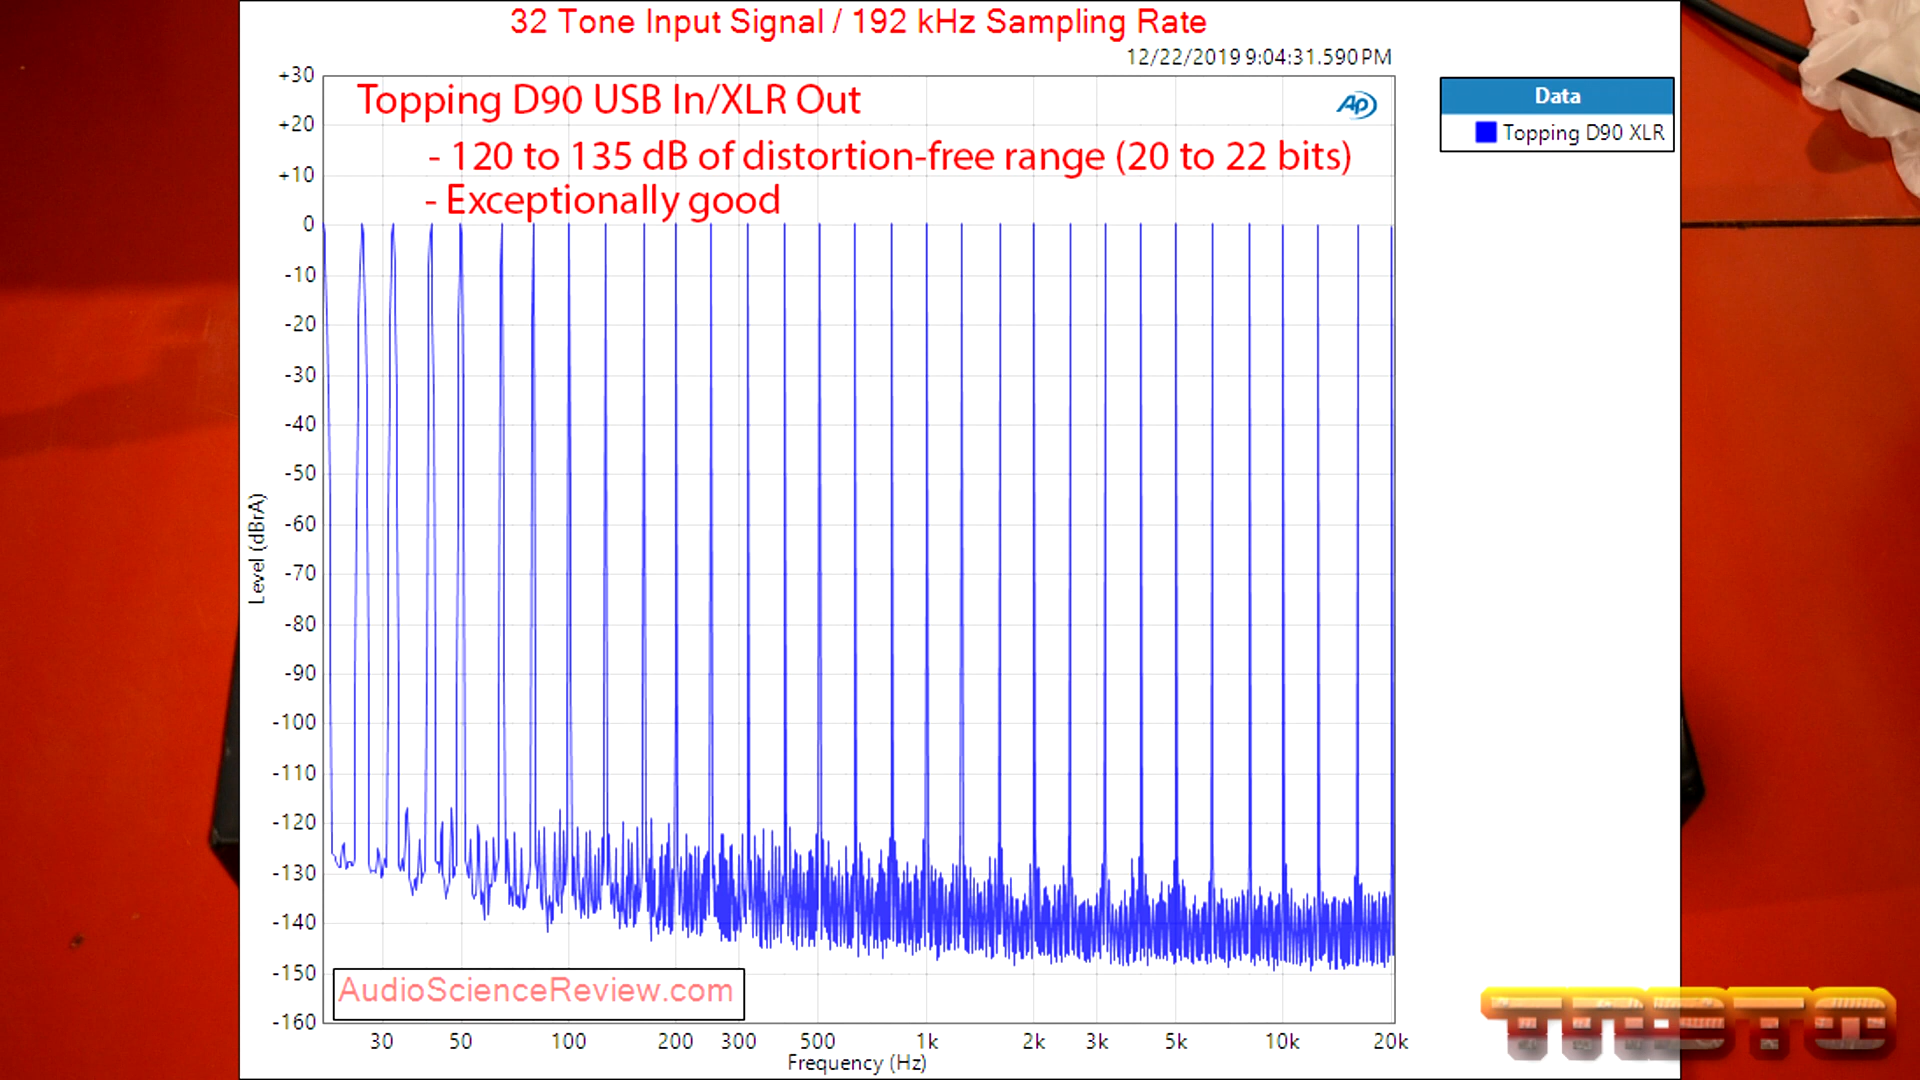 32 Tone Input Signal / 192 kHz Sampling Rate
12/22/2019 9:04:31.590PM
Topping D90 USB In/XLR Out
- 120 to 135 dB of distortion-free range (20 to 22 bits)
- Exceptionally good
AP
Data
Topping D90 XLR
Level (dBrA)
+30
+20
+10
0
-10
-20
-30
-40
-50
-60
-70
-80
-90
-100
-110
-120
-130
-140
-150
-160
AudioScienceReview.com
30 50 100 200 300 500 1k 2k 3k 5k 10k 20k
Frequency (Hz)